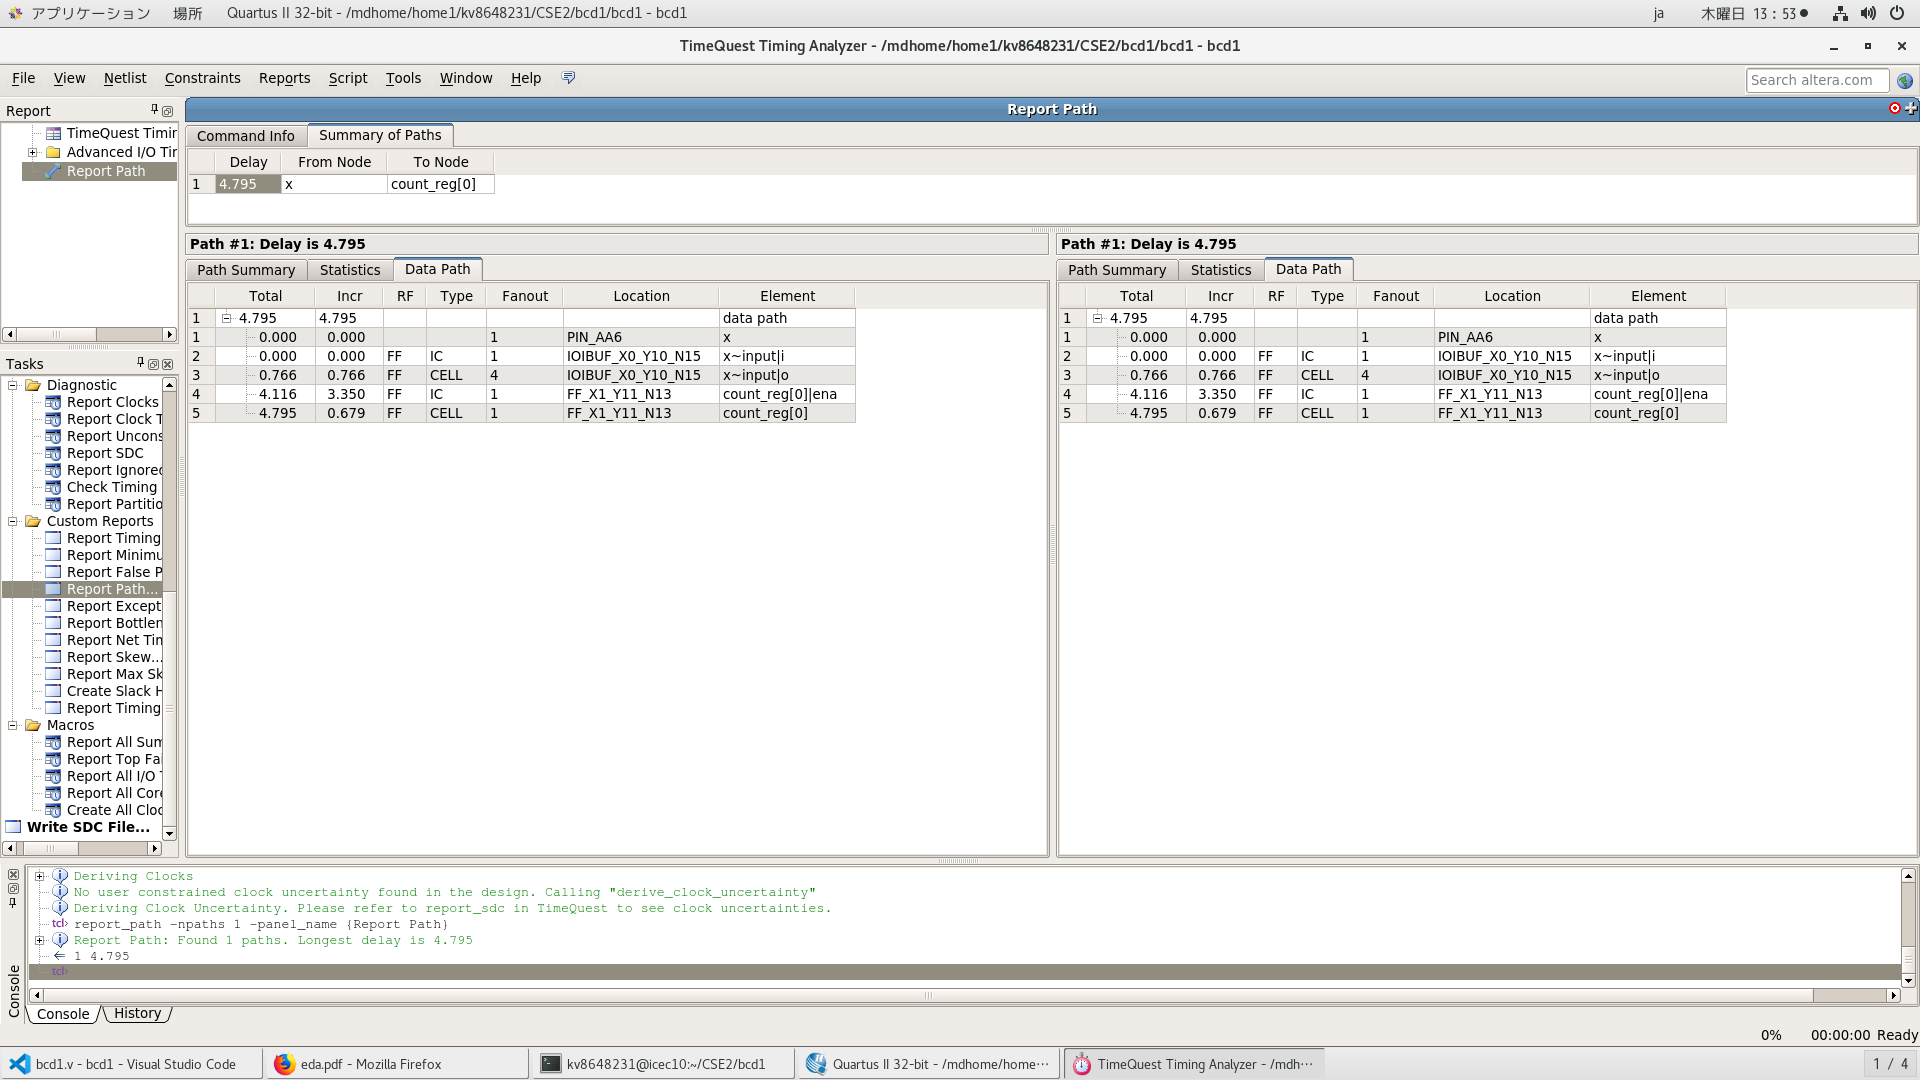 アプリケーション 場所 Quartus II 32-bit - /mdhome/home1/kv8648231/CSE2/bcd1/bcd1 - bcd1 ja 木曜日 13：53●
TimeQuest Timing Analyzer - /mdhome/home1/kv8648231/CSE2/bcd1/bcd1 - bcd1
File View Netlist Constraints Reports Script Tools Window Help Search altera.com
Report
TimeQuest Timir
Advanced I/O Tir
Report Path
Report Path
Command Info Summary of Paths
Delay From Node To Node
1 4.795 x count_reg[0]
Path #1: Delay is 4.795
Path Summary Statistics Data Path
Total Incr RF Type Fanout Location Element
1 4.795 4.795 data path
1 0.000 0.000 1 PIN_AA6 x
2 0.000 0.000 FF IC 1 IOIBUF_X0_Y10_N15 x~input|i
3 0.766 0.766 FF CELL 4 IOIBUF_X0_Y10_N15 x~input|o
4 4.116 3.350 FF IC 1 FF_X1_Y11_N13 count_reg[0]|ena
5 4.795 0.679 FF CELL 1 FF_X1_Y11_N13 count_reg[0]
Path #1: Delay is 4.795
Path Summary Statistics Data Path
Total Incr RF Type Fanout Location Element
1 4.795 4.795 data path
1 0.000 0.000 1 PIN_AA6 x
2 0.000 0.000 FF IC 1 IOIBUF_X0_Y10_N15 x~input|i
3 0.766 0.766 FF CELL 4 IOIBUF_X0_Y10_N15 x~input|o
4 4.116 3.350 FF IC 1 FF_X1_Y11_N13 count_reg[0]|ena
5 4.795 0.679 FF CELL 1 FF_X1_Y11_N13 count_reg[0]
Tasks
Diagnostic
Report Clocks
Report Clock T
Report Uncons
Report SDC
Report Ignored
Check Timing
Report Partitio
Custom Reports
Report Timing
Report Minimu
Report False P
Report Path...
Report Except
Report Bottlen
Report Net Tim
Report Skew...
Report Max Sk
Create Slack H
Report Timing
Macros
Report All Sum
Report Top Fai
Report All I/O T
Report All Core
Create All Cloc
Write SDC File...
Console
Deriving Clocks
No user constrained clock uncertainty found in the design. Calling "derive_clock_uncertainty"
Deriving Clock Uncertainty. Please refer to report_sdc in TimeQuest to see clock uncertainties.
tcl> report_path -npaths 1 -panel_name {Report Path}
Report Path: Found 1 paths. Longest delay is 4.795
1 4.795
tcl>
Console History
0% 00:00:00 Ready
bcd1.v - bcd1 - Visual Studio Code eda.pdf - Mozilla Firefox kv8648231@icec10:~/CSE2/bcd1 Quartus II 32-bit - /mdhome/home… TimeQuest Timing Analyzer - /mdh… 1 / 4